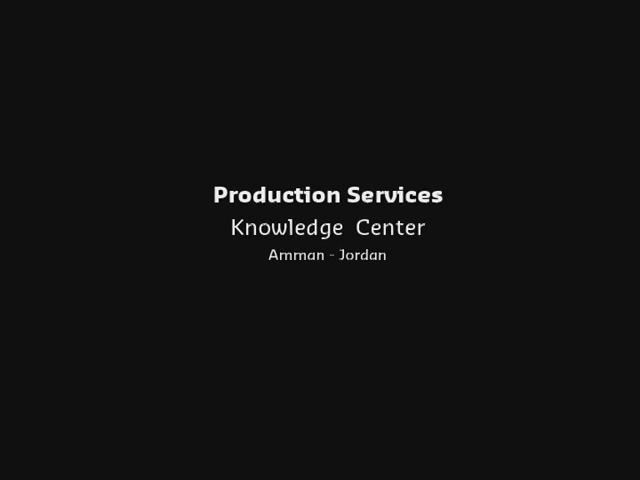 Production Services
Knowledge Center
Amman - Jordan